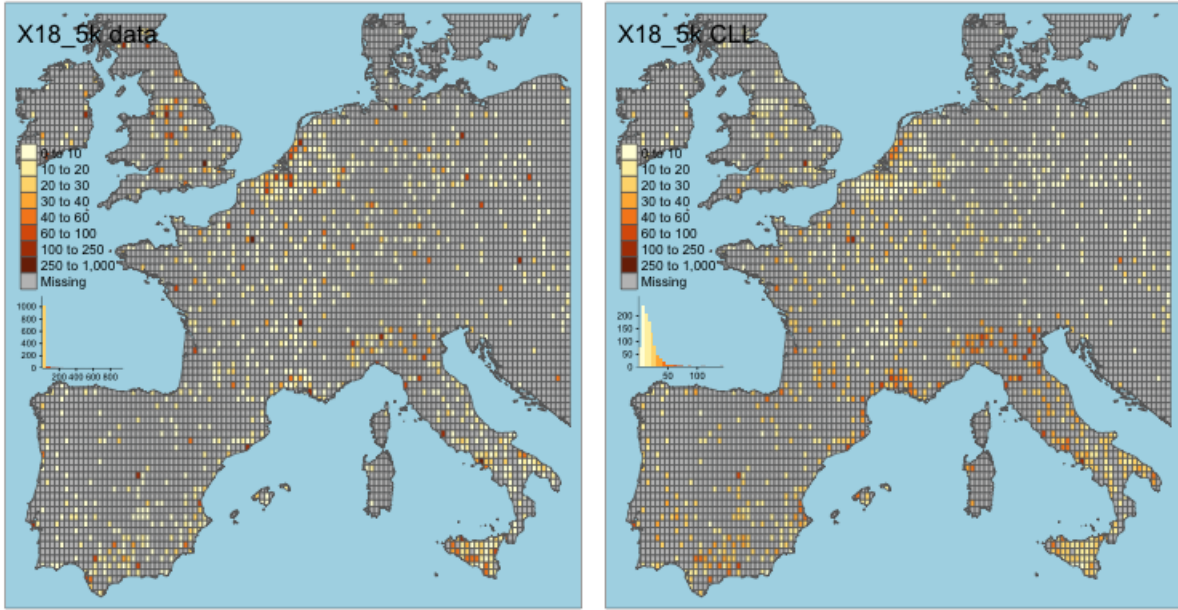 X18_5k data
0 to 10
10 to 20
20 to 30
30 to 40
40 to 60
60 to 100
100 to 250
250 to 1,000
Missing
1000
800
600
400
200
0
200 400 600 800
X18_5k CLL
0 to 10
10 to 20
20 to 30
30 to 40
40 to 60
60 to 100
100 to 250
250 to 1,000
Missing
200
150
100
50
0
50 100